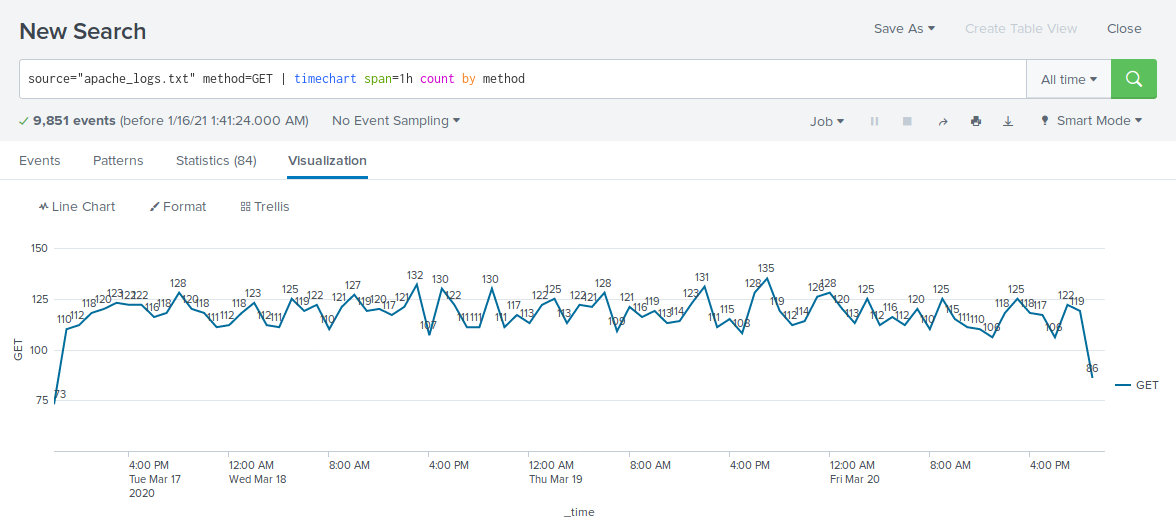 New Search
Save As
Create Table View
Close
source="apache_logs.txt" method=GET | timechart span=1h count by method
All time
9,851 events (before 1/16/21 1:41:24.000 AM)
No Event Sampling
Job
Smart Mode
Events
Patterns
Statistics (84)
Visualization
Line Chart
Format
Trellis
150
125
100
75
GET
73 110 112 118 120 123 122 122 116 118 128 120 118 111 112 118 123 112 111 125 119 122 110 121 127 119 120 117 121 132 107 130 122 111 111 130 111 117 113 122 125 113 122 121 128 109 121 116 119 113 114 123 131 111 115 108 128 135 119 112 114 126 128 120 113 125 112 116 112 120 110 125 115 111 110 106 118 125 118 117 106 122 119 86
GET
4:00 PM
Tue Mar 17
2020
12:00 AM
Wed Mar 18
8:00 AM
4:00 PM
12:00 AM
Thu Mar 19
8:00 AM
4:00 PM
12:00 AM
Fri Mar 20
8:00 AM
4:00 PM
_time